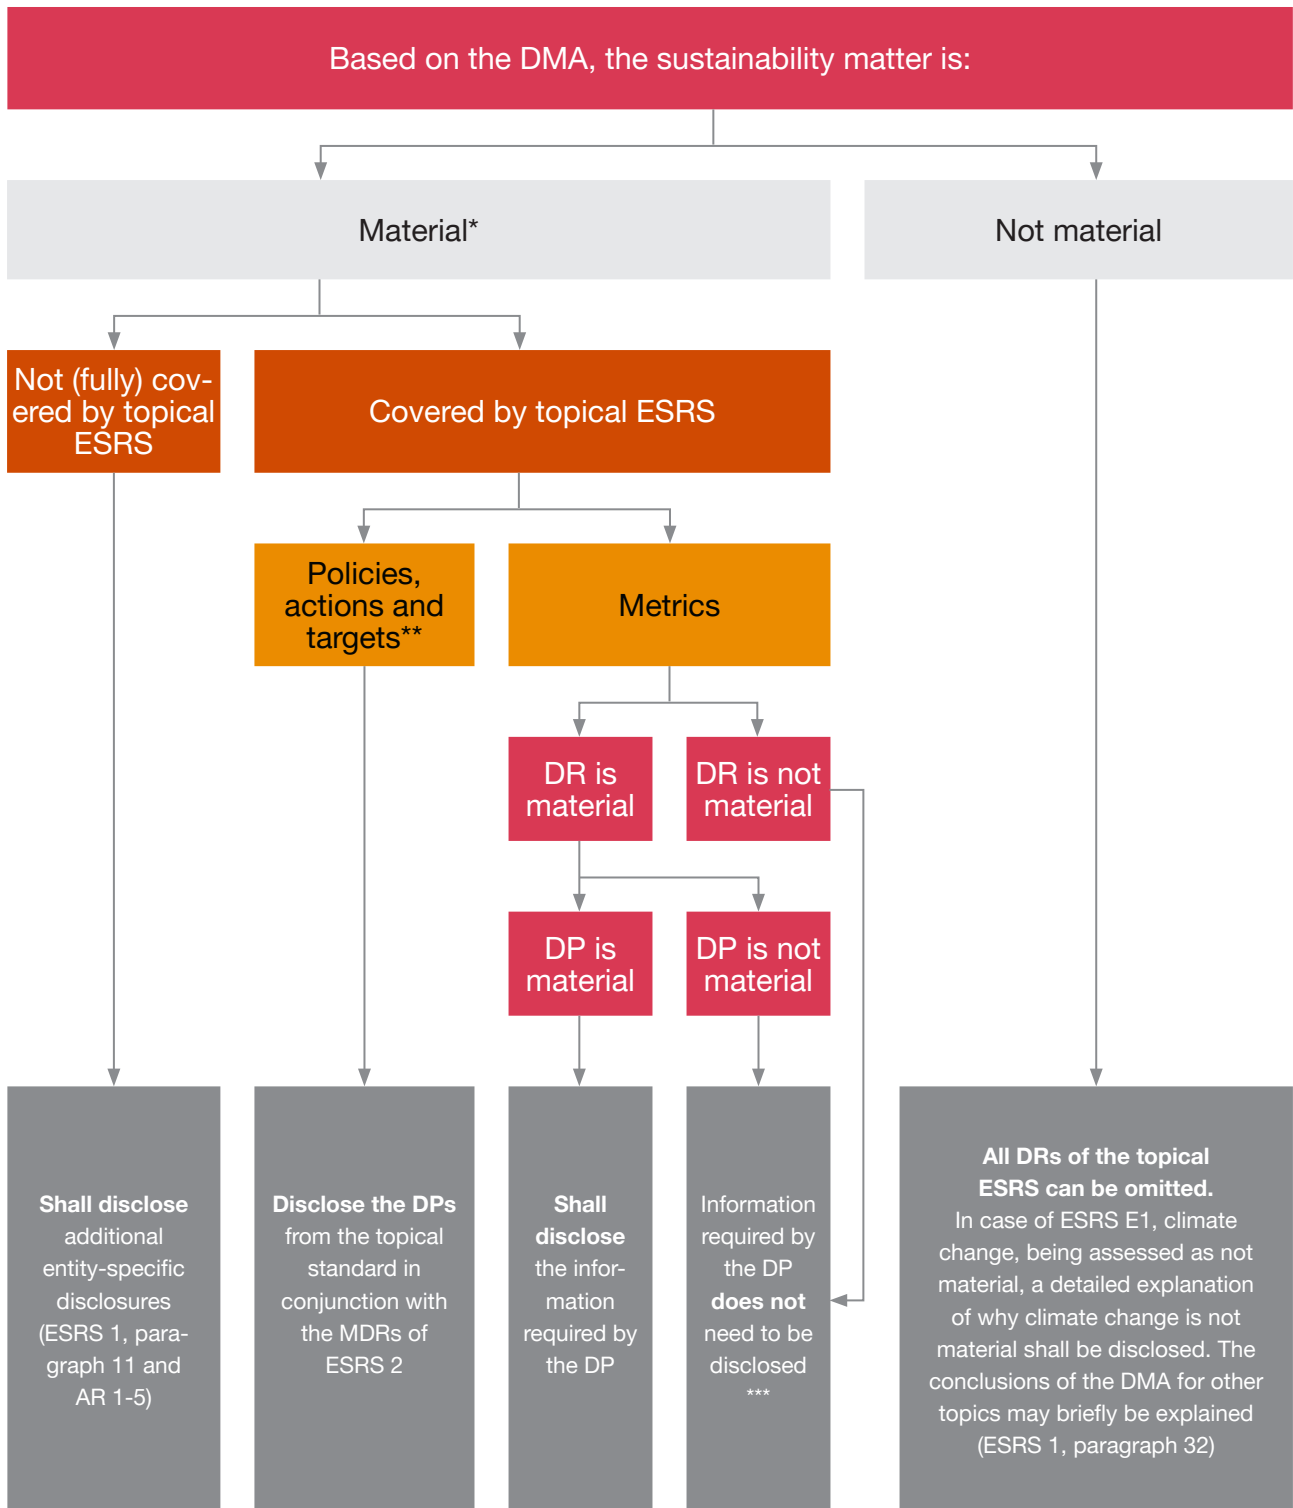 Based on the DMA, the sustainability matter is:
Material*
Not material
Not (fully) cov-
ered by topical
ESRS
Covered by topical ESRS
Policies,
actions and
targets**
Metrics
DR is
material
DR is not
material
DP is
material
DP is not
material
Shall disclose
additional
entity-specific
disclosures
(ESRS 1, para-
graph 11 and
AR 1-5)
Disclose the DPs
from the topical
standard in
conjunction with
the MDRs of
ESRS 2
Shall
disclose
the infor-
mation
required by
the DP
Information
required by
the DP
does not
need to be
disclosed
***
All DRs of the topical
ESRS can be omitted.
In case of ESRS E1, climate
change, being assessed as not
material, a detailed explanation
of why climate change is not
material shall be disclosed. The
conclusions of the DMA for other
topics may briefly be explained
(ESRS 1, paragraph 32)